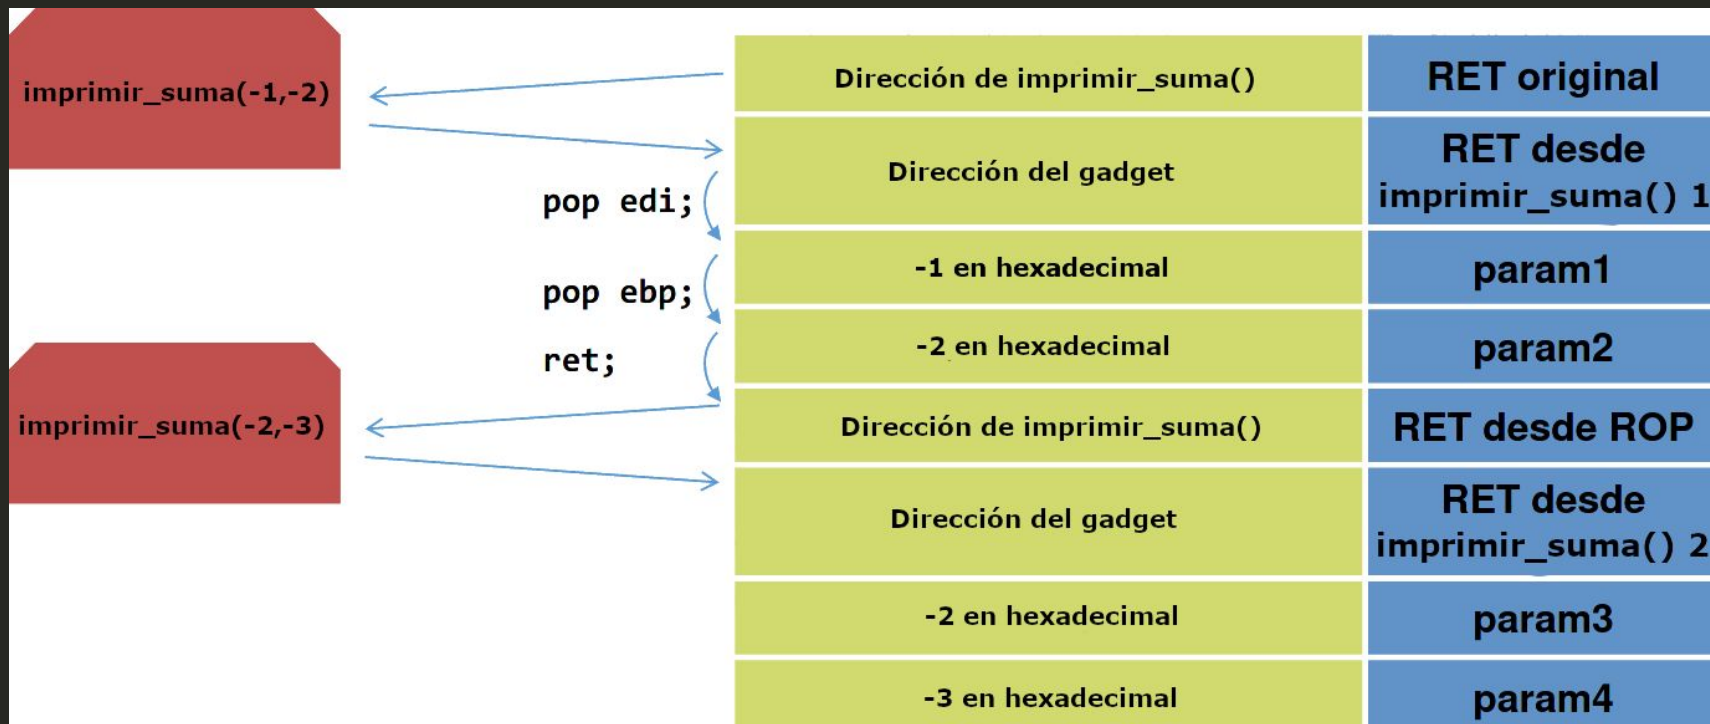 imprimir_suma(-1,-2)
Dirección de imprimir_suma()
RET original
Dirección del gadget
RET desde
imprimir_suma() 1
pop edi;
-1 en hexadecimal
param1
pop ebp;
-2 en hexadecimal
param2
ret;
imprimir_suma(-2,-3)
Dirección de imprimir_suma()
RET desde ROP
Dirección del gadget
RET desde
imprimir_suma() 2
-2 en hexadecimal
param3
-3 en hexadecimal
param4